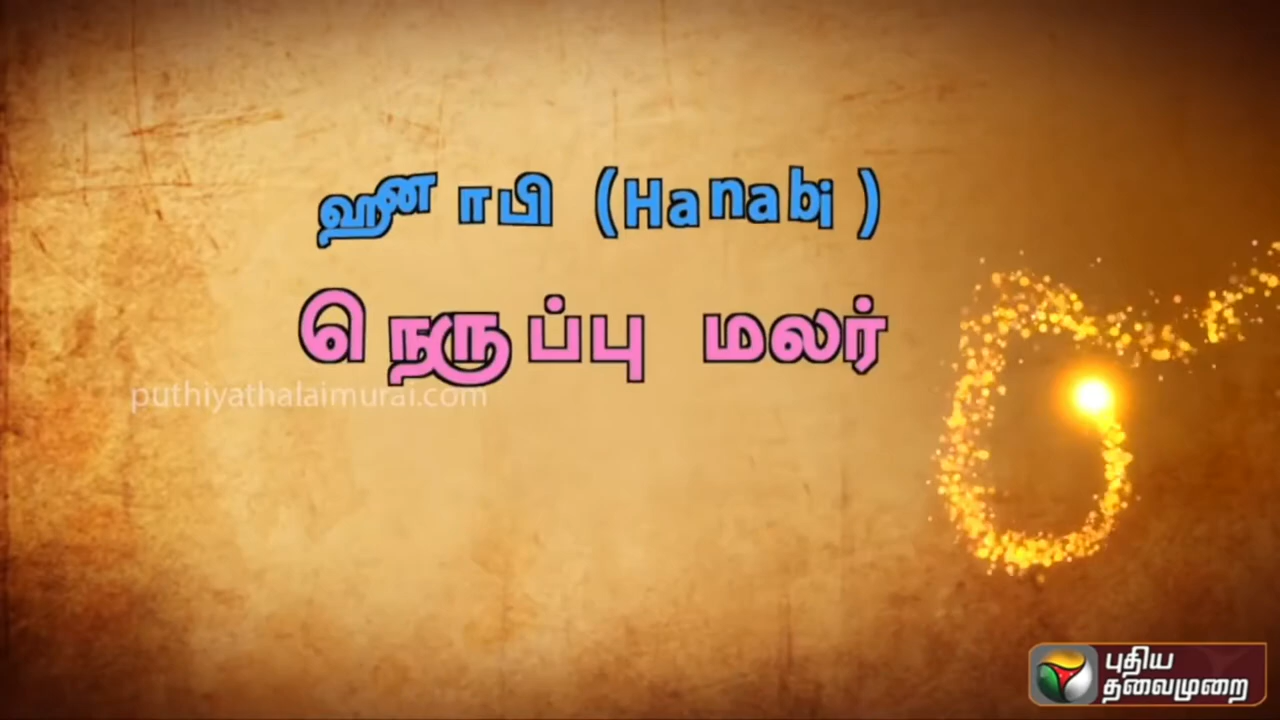 ஹனாபி (Hanabi)
நெருப்பு மலர்
puthiyathalaimurai.com
புதிய
தலைமுறை